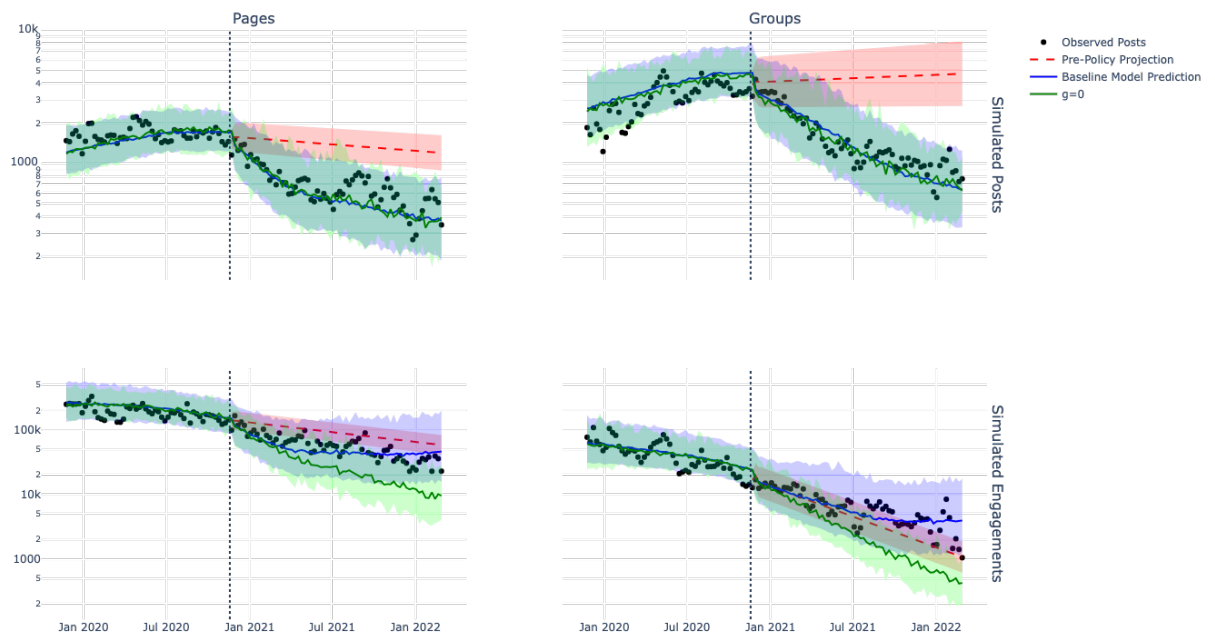 Pages
Groups
10k
9
8
7
6
5
4
3
2
1000
9
8
7
6
5
4
3
2
Observed Posts
Pre-Policy Projection
Baseline Model Prediction
g=0
Simulated Posts
5
2
100k
5
2
10k
5
2
1000
5
2
Simulated Engagements
Jan 2020
Jul 2020
Jan 2021
Jul 2021
Jan 2022
Jan 2020
Jul 2020
Jan 2021
Jul 2021
Jan 2022